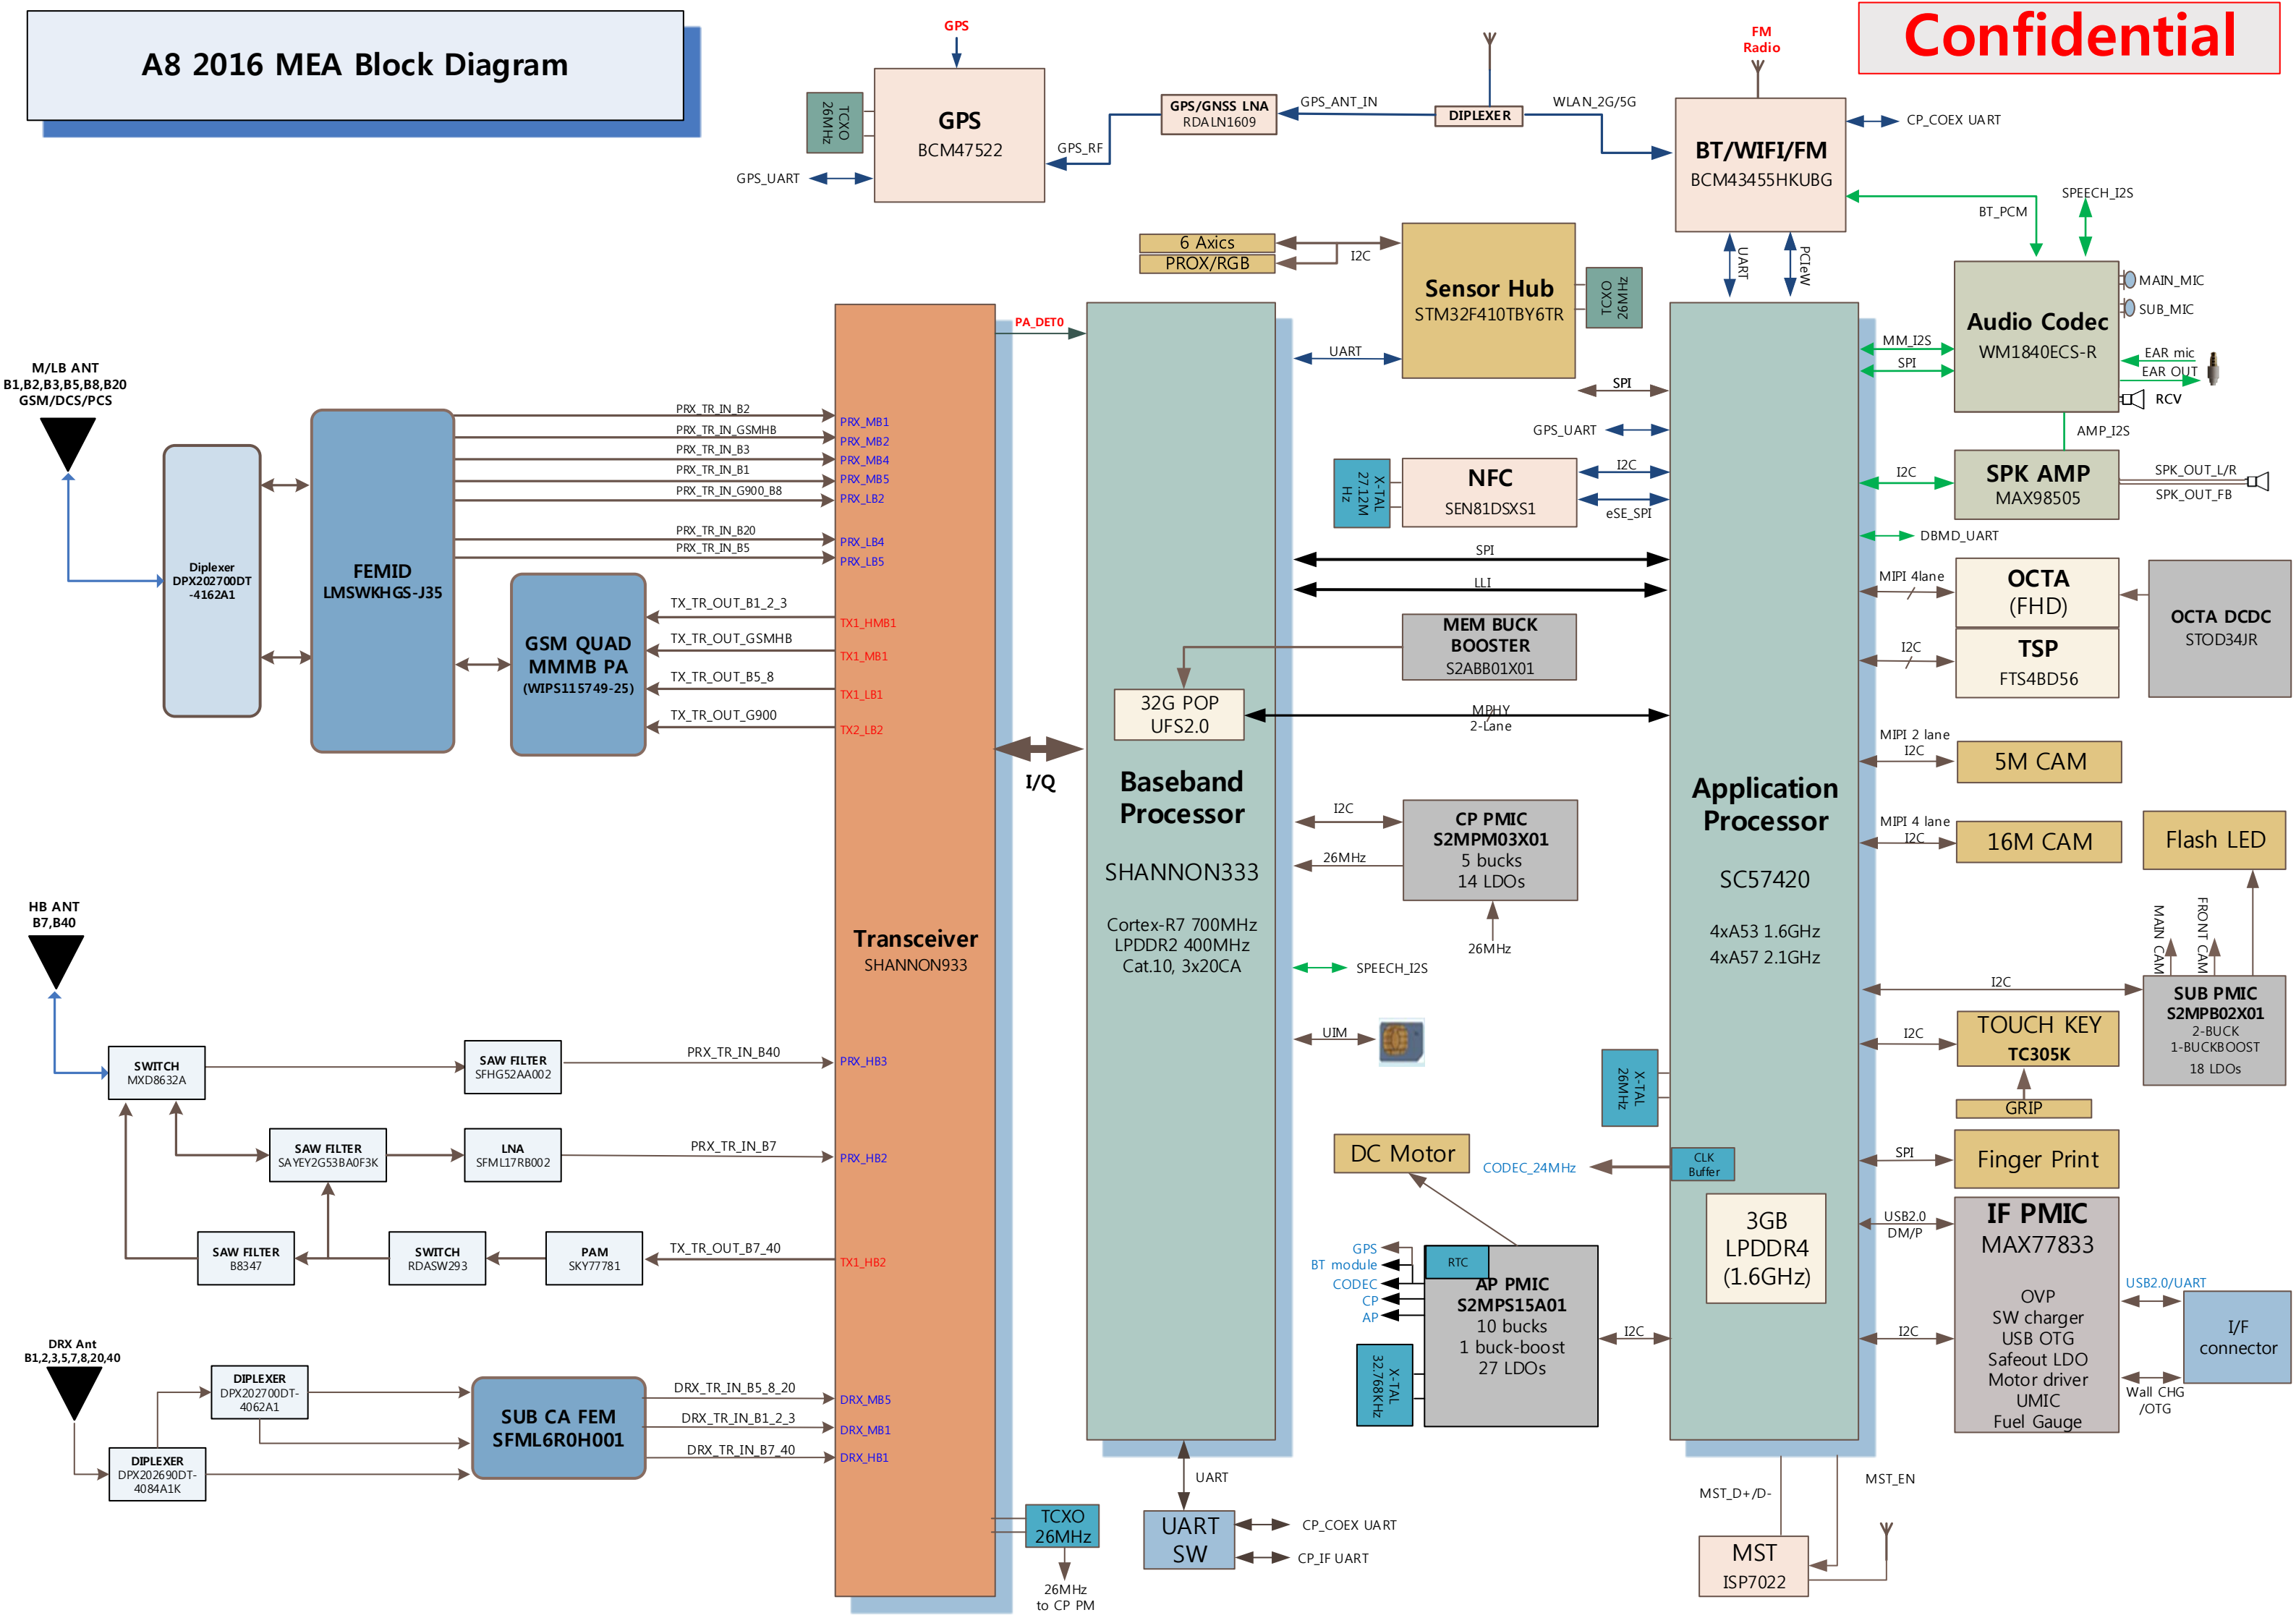 A8 2016 MEA Block Diagram
Confidential
GPS
TCXO
26MHz
GPS
BCM47522
GPS_UART
GPS_RF
GPS/GNSS LNA
RDALN1609
GPS_ANT_IN
DIPLEXER
WLAN_2G/5G
FM
Radio
BT/WIFI/FM
BCM43455HKUBG
CP_COEX UART
BT_PCM
SPEECH_I2S
UART
PCIeW
6 Axics
PROX/RGB
I2C
Sensor Hub
STM32F410TBY6TR
TCXO
26MHz
UART
SPI
Audio Codec
WM1840ECS-R
MAIN_MIC
SUB_MIC
EAR mic
EAR OUT
RCV
MM_I2S
SPI
AMP_I2S
SPK AMP
MAX98505
I2C
SPK_OUT_L/R
SPK_OUT_FB
DBMD_UART
GPS_UART
X-TAL
27.12M
Hz
NFC
SEN81DSXS1
I2C
eSE_SPI
SPI
LLI
MEM BUCK
BOOSTER
S2ABB01X01
32G POP
UFS2.0
MPHY
2-Lane
MIPI 4lane
OCTA
(FHD)
I2C
TSP
FTS4BD56
OCTA DCDC
STOD34JR
MIPI 2 lane
I2C
5M CAM
MIPI 4 lane
I2C
16M CAM
Flash LED
MAIN CAM
FRONT CAM
I2C
SUB PMIC
S2MPB02X01
2-BUCK
1-BUCKBOOST
18 LDOs
I2C
TOUCH KEY
TC305K
GRIP
SPI
Finger Print
USB2.0
DM/P
IF PMIC
MAX77833
OVP
SW charger
USB OTG
Safeout LDO
Motor driver
UMIC
Fuel Gauge
I2C
USB2.0/UART
I/F
connector
Wall CHG
/OTG
M/LB ANT
B1,B2,B3,B5,B8,B20
GSM/DCS/PCS
Diplexer
DPX202700DT
-4162A1
FEMID
LMSWKHGS-J35
GSM QUAD
MMMB PA
(WIPS115749-25)
PRX_TR_IN_B2
PRX_TR_IN_GSMHB
PRX_TR_IN_B3
PRX_TR_IN_B1
PRX_TR_IN_G900_B8
PRX_TR_IN_B20
PRX_TR_IN_B5
TX_TR_OUT_B1_2_3
TX_TR_OUT_GSMHB
TX_TR_OUT_B5_8
TX_TR_OUT_G900
PRX_MB1
PRX_MB2
PRX_MB4
PRX_MB5
PRX_LB2
PRX_LB4
PRX_LB5
TX1_HMB1
TX1_MB1
TX1_LB1
TX2_LB2
PA_DET0
I/Q
Transceiver
SHANNON933
Baseband
Processor
SHANNON333
Cortex-R7 700MHz
LPDDR2 400MHz
Cat.10, 3x20CA
I2C
26MHz
CP PMIC
S2MPM03X01
5 bucks
14 LDOs
26MHz
SPEECH_I2S
UIM
Application
Processor
SC57420
4xA53 1.6GHz
4xA57 2.1GHz
X-TAL
26MHz
CLK
Buffer
CODEC_24MHz
3GB
LPDDR4
(1.6GHz)
DC Motor
GPS
BT module
CODEC
CP
AP
RTC
AP PMIC
S2MPS15A01
10 bucks
1 buck-boost
27 LDOs
X-TAL
32.768KHz
I2C
HB ANT
B7,B40
SWITCH
MXD8632A
SAW FILTER
SFHG52AA002
PRX_TR_IN_B40
PRX_HB3
SAW FILTER
SAYEY2G53BA0F3K
LNA
SFML17RB002
PRX_TR_IN_B7
PRX_HB2
SAW FILTER
B8347
SWITCH
RDASW293
PAM
SKY77781
TX_TR_OUT_B7_40
TX1_HB2
DRX Ant
B1,2,3,5,7,8,20,40
DIPLEXER
DPX202700DT-
4062A1
DIPLEXER
DPX202690DT-
4084A1K
SUB CA FEM
SFML6R0H001
DRX_TR_IN_B5_8_20
DRX_TR_IN_B1_2_3
DRX_TR_IN_B7_40
DRX_MB5
DRX_MB1
DRX_HB1
TCXO
26MHz
26MHz
to CP PM
UART
UART
SW
CP_COEX UART
CP_IF UART
MST_D+/D-
MST_EN
MST
ISP7022